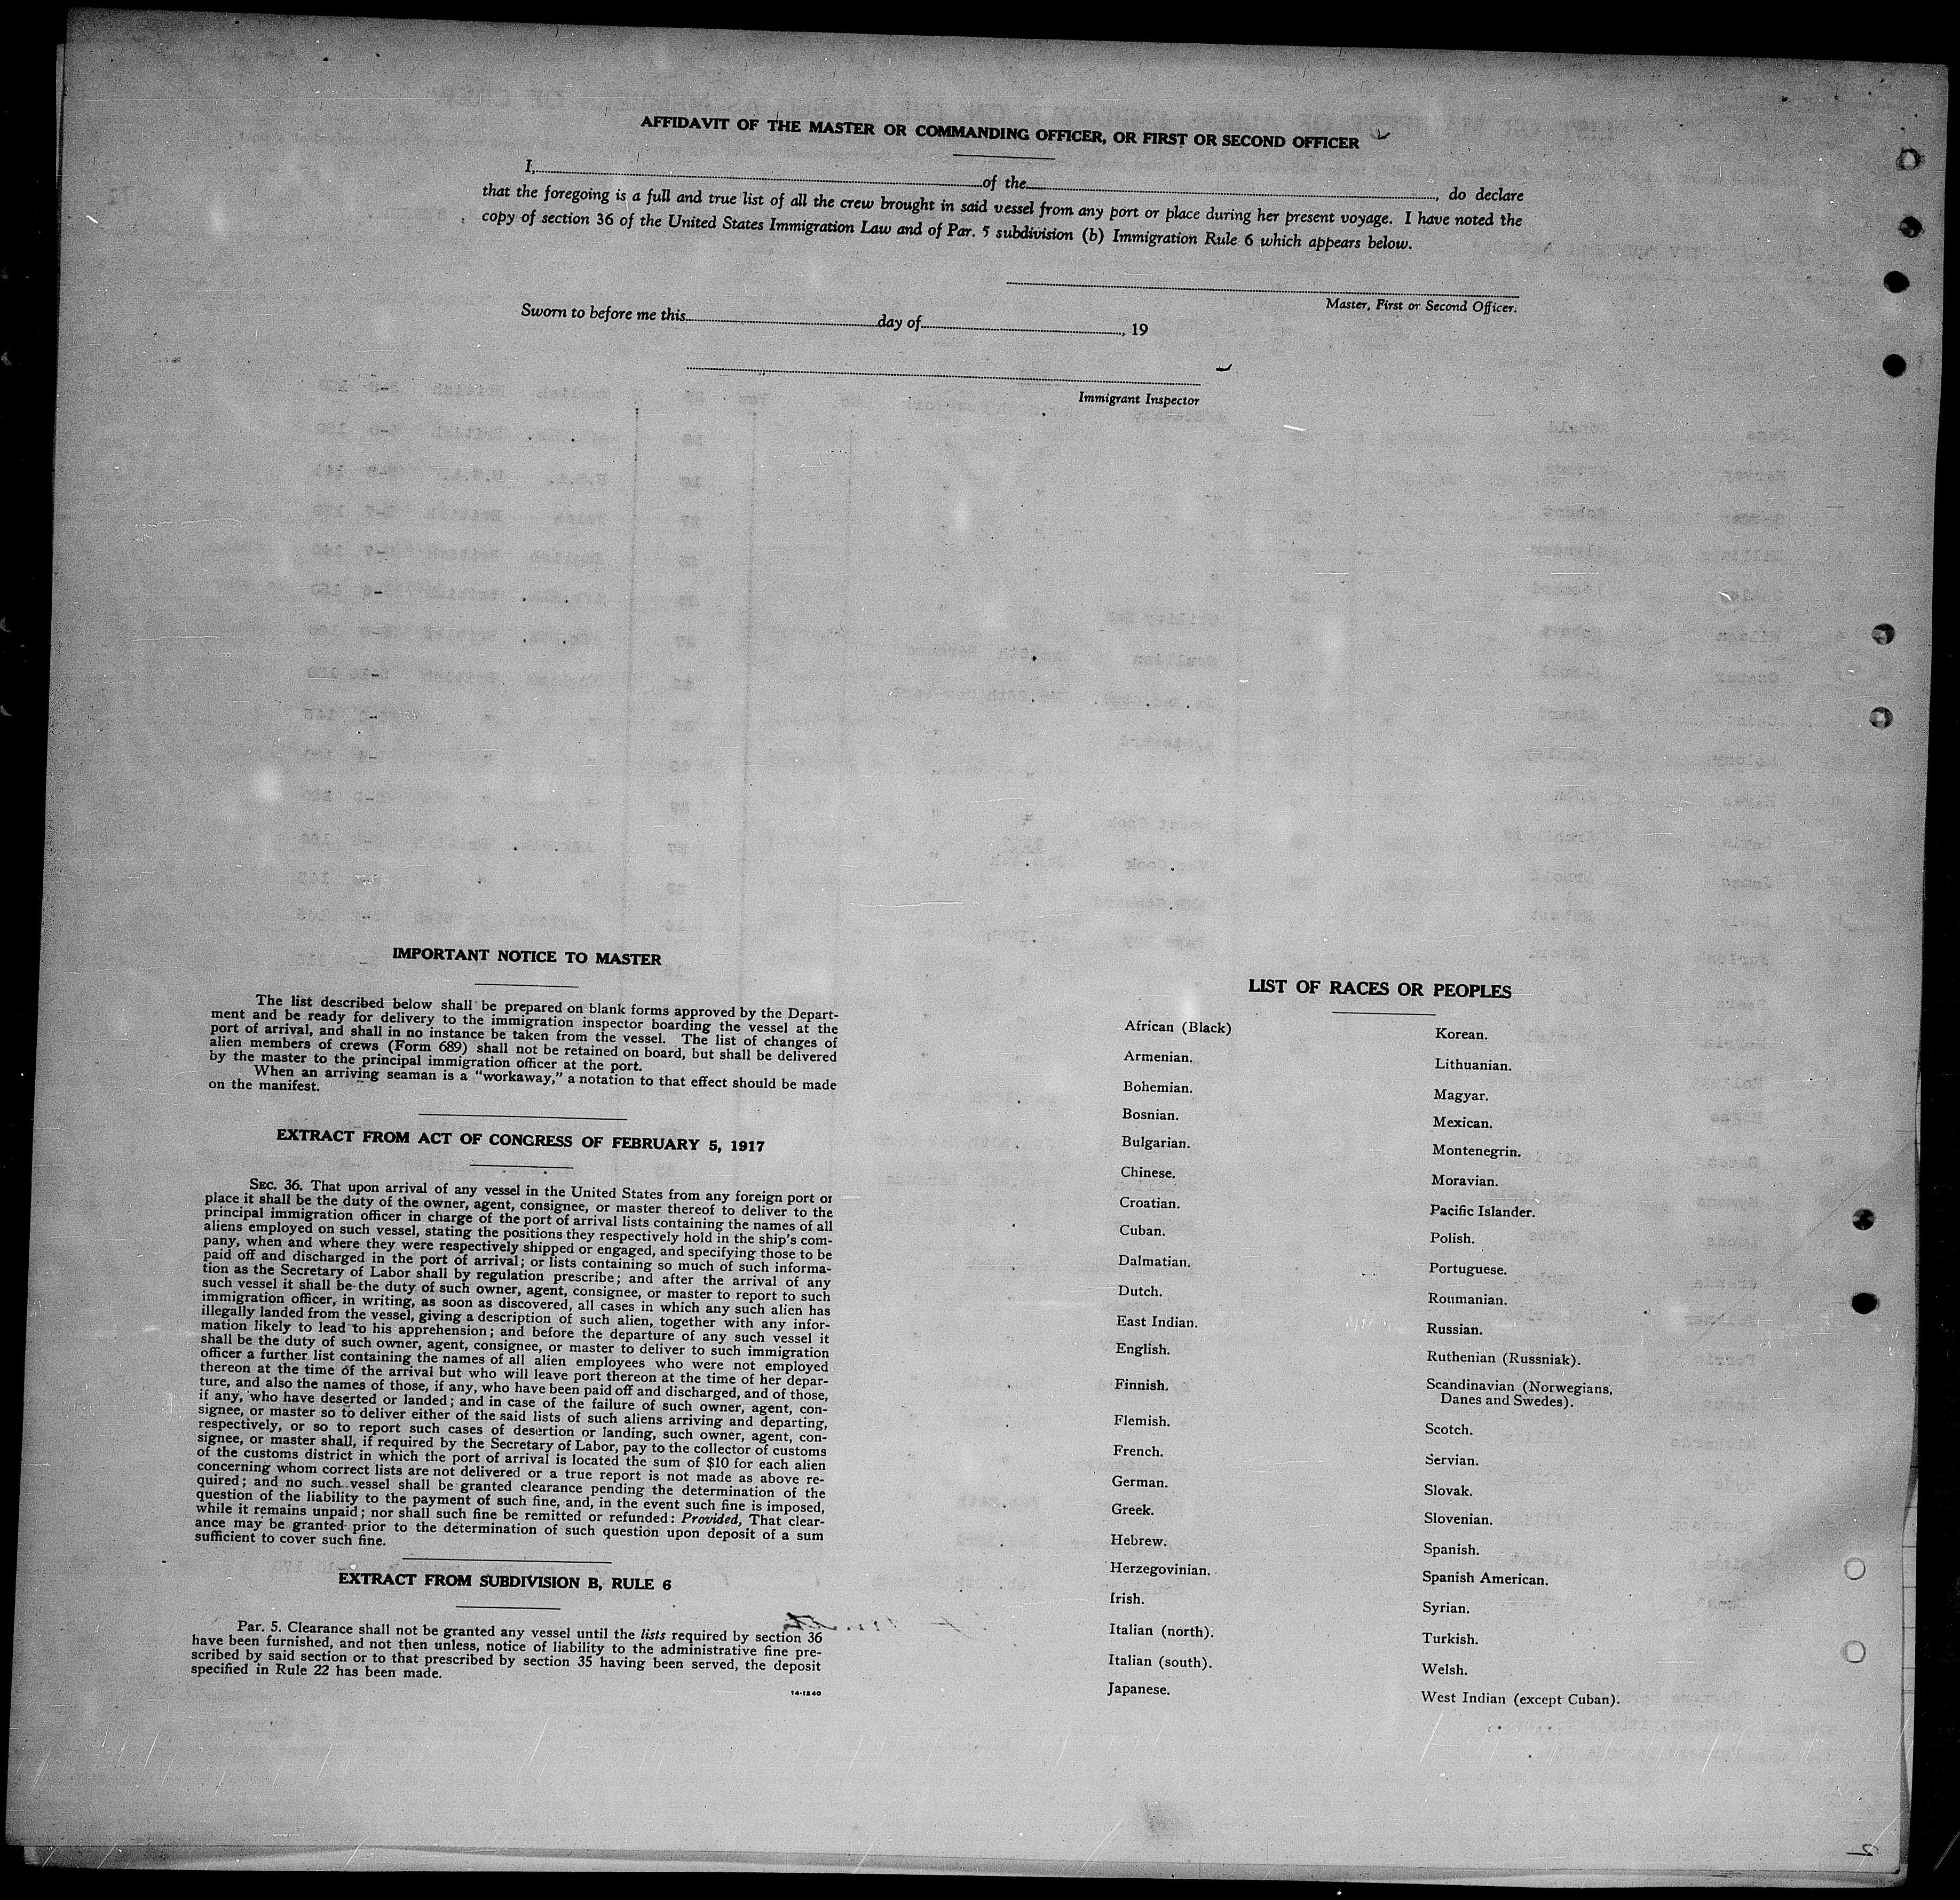 AFFIDAVIT OF THE MASTER OR COMMANDING OFFICER, OR FIRST OR SECOND OFFICER
I, of the , do declare
that the foregoing is a full and true list of all the crew brought in said vessel from any port or place during her present voyage. I have noted the
copy of section 36 of the United States Immigration Law and of Par. 5 subdivision (b) Immigration Rule 6 which appears below.
Master, First or Second Officer.
Sworn to before me this day of , 19
Immigrant Inspector
IMPORTANT NOTICE TO MASTER
The list described below shall be prepared on blank forms approved by the Depart-
ment and be ready for delivery to the immigration inspector boarding the vessel at the
port of arrival, and shall in no instance be taken from the vessel. The list of changes of
alien members of crews (Form 689) shall not be retained on board, but shall be delivered
by the master to the principal immigration officer at the port.
When an arriving seaman is a "workaway," a notation to that effect should be made
on the manifest.
EXTRACT FROM ACT OF CONGRESS OF FEBRUARY 5, 1917
SEC. 36. That upon arrival of any vessel in the United States from any foreign port or
place it shall be the duty of the owner, agent, consignee, or master thereof to deliver to the
principal immigration officer in charge of the port of arrival lists containing the names of all
aliens employed on such vessel, stating the positions they respectively hold in the ship's com-
pany, when and where they were respectively shipped or engaged, and specifying those to be
paid off and discharged in the port of arrival; or lists containing so much of such informa-
tion as the Secretary of Labor shall by regulation prescribe; and after the arrival of any
such vessel it shall be the duty of such owner, agent, consignee, or master to report to such
immigration officer, in writing, as soon as discovered, all cases in which any such alien has
illegally landed from the vessel, giving a description of such alien, together with any infor-
mation likely to lead to his apprehension; and before the departure of any such vessel it
shall be the duty of such owner, agent, consignee, or master to deliver to such immigration
officer a further list containing the names of all alien employees who were not employed
thereon at the time of the arrival but who will leave port thereon at the time of her depar-
ture, and also the names of those, if any, who have been paid off and discharged, and of those,
if any, who have deserted or landed; and in case of the failure of such owner, agent, con-
signee, or master so to deliver either of the said lists of such aliens arriving and departing,
respectively, or so to report such cases of desertion or landing, such owner, agent, con-
signee, or master shall, if required by the Secretary of Labor, pay to the collector of customs
of the customs district in which the port of arrival is located the sum of $10 for each alien
concerning whom correct lists are not delivered or a true report is not made as above re-
quired; and no such vessel shall be granted clearance pending the determination of the
question of the liability to the payment of such fine, and, in the event such fine is imposed,
while it remains unpaid; nor shall such fine be remitted or refunded: Provided, That clear-
ance may be granted prior to the determination of such question upon deposit of a sum
sufficient to cover such fine.
EXTRACT FROM SUBDIVISION B, RULE 6
Par. 5. Clearance shall not be granted any vessel until the lists required by section 36
have been furnished, and not then unless, notice of liability to the administrative fine pre-
scribed by said section or to that prescribed by section 35 having been served, the deposit
specified in Rule 22 has been made.
14-1240
LIST OF RACES OR PEOPLES
African (Black)
Armenian.
Bohemian.
Bosnian.
Bulgarian.
Chinese.
Croatian.
Cuban.
Dalmatian.
Dutch.
East Indian.
English.
Finnish.
Flemish.
French.
German.
Greek.
Hebrew.
Herzegovinian.
Irish.
Italian (north).
Italian (south).
Japanese.
Korean.
Lithuanian.
Magyar.
Mexican.
Montenegrin.
Moravian.
Pacific Islander.
Polish.
Portuguese.
Roumanian.
Russian.
Ruthenian (Russniak).
Scandinavian (Norwegians,
Danes and Swedes).
Scotch.
Servian.
Slovak.
Slovenian.
Spanish.
Spanish American.
Syrian.
Turkish.
Welsh.
West Indian (except Cuban).